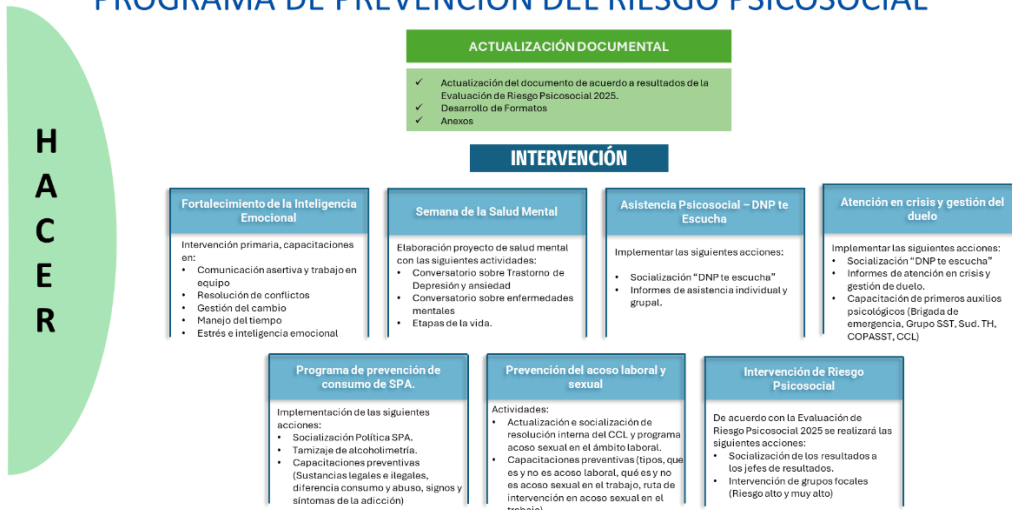 PROGRAMA DE PREVENCIÓN DEL RIESGO PSICOSOCIAL
ACTUALIZACIÓN DOCUMENTAL
✓ Actualización del documento de acuerdo a resultados de la
Evaluación de Riesgo Psicosocial 2025.
✓ Desarrollo de Formatos
✓ Anexos
H
A
C
E
R
INTERVENCIÓN
Fortalecimiento de la Inteligencia
Emocional
Intervención primaria, capacitaciones
en:
• Comunicación asertiva y trabajo en
equipo
• Resolución de conflictos
• Gestión del cambio
• Manejo del tiempo
• Estrés e inteligencia emocional
Semana de la Salud Mental
Elaboración proyecto de salud mental
con las siguientes actividades:
• Conversatorio sobre Trastorno de
Depresión y ansiedad
• Conversatorio sobre enfermedades
mentales
• Etapas de la vida.
Asistencia Psicosocial – DNP te
Escucha
Implementar las siguientes acciones:
• Socialización “DNP te escucha”
• Informes de asistencia individual y
grupal.
Atención en crisis y gestión del
duelo
Implementar las siguientes acciones:
• Socialización “DNP te escucha”
• Informes de atención en crisis y
gestión de duelo.
• Capacitación de primeros auxilios
psicológicos (Brigada de
emergencia, Grupo SST, Sud. TH,
COPASST, CCL)
Programa de prevención de
consumo de SPA.
Implementación de las siguientes
acciones:
• Socialización Política SPA.
• Tamizaje de alcoholimetría.
• Capacitaciones preventivas
(Sustancias legales e ilegales,
diferencia consumo y abuso, signos y
síntomas de la adicción)
Prevención del acoso laboral y
sexual
Actividades:
• Actualización e socialización de
resolución interna del CCL y programa
acoso sexual en el ámbito laboral.
• Capacitaciones preventivas (tipos, que
es y no es acoso laboral, qué es y no
es acoso sexual en el trabajo, ruta de
intervención en acoso sexual en el
trabajo)
Intervención de Riesgo
Psicosocial
De acuerdo con la Evaluación de
Riesgo Psicosocial 2025 se realizará las
siguientes acciones:
• Socialización de los resultados a
los jefes de resultados.
• Intervención de grupos focales
(Riesgo alto y muy alto)